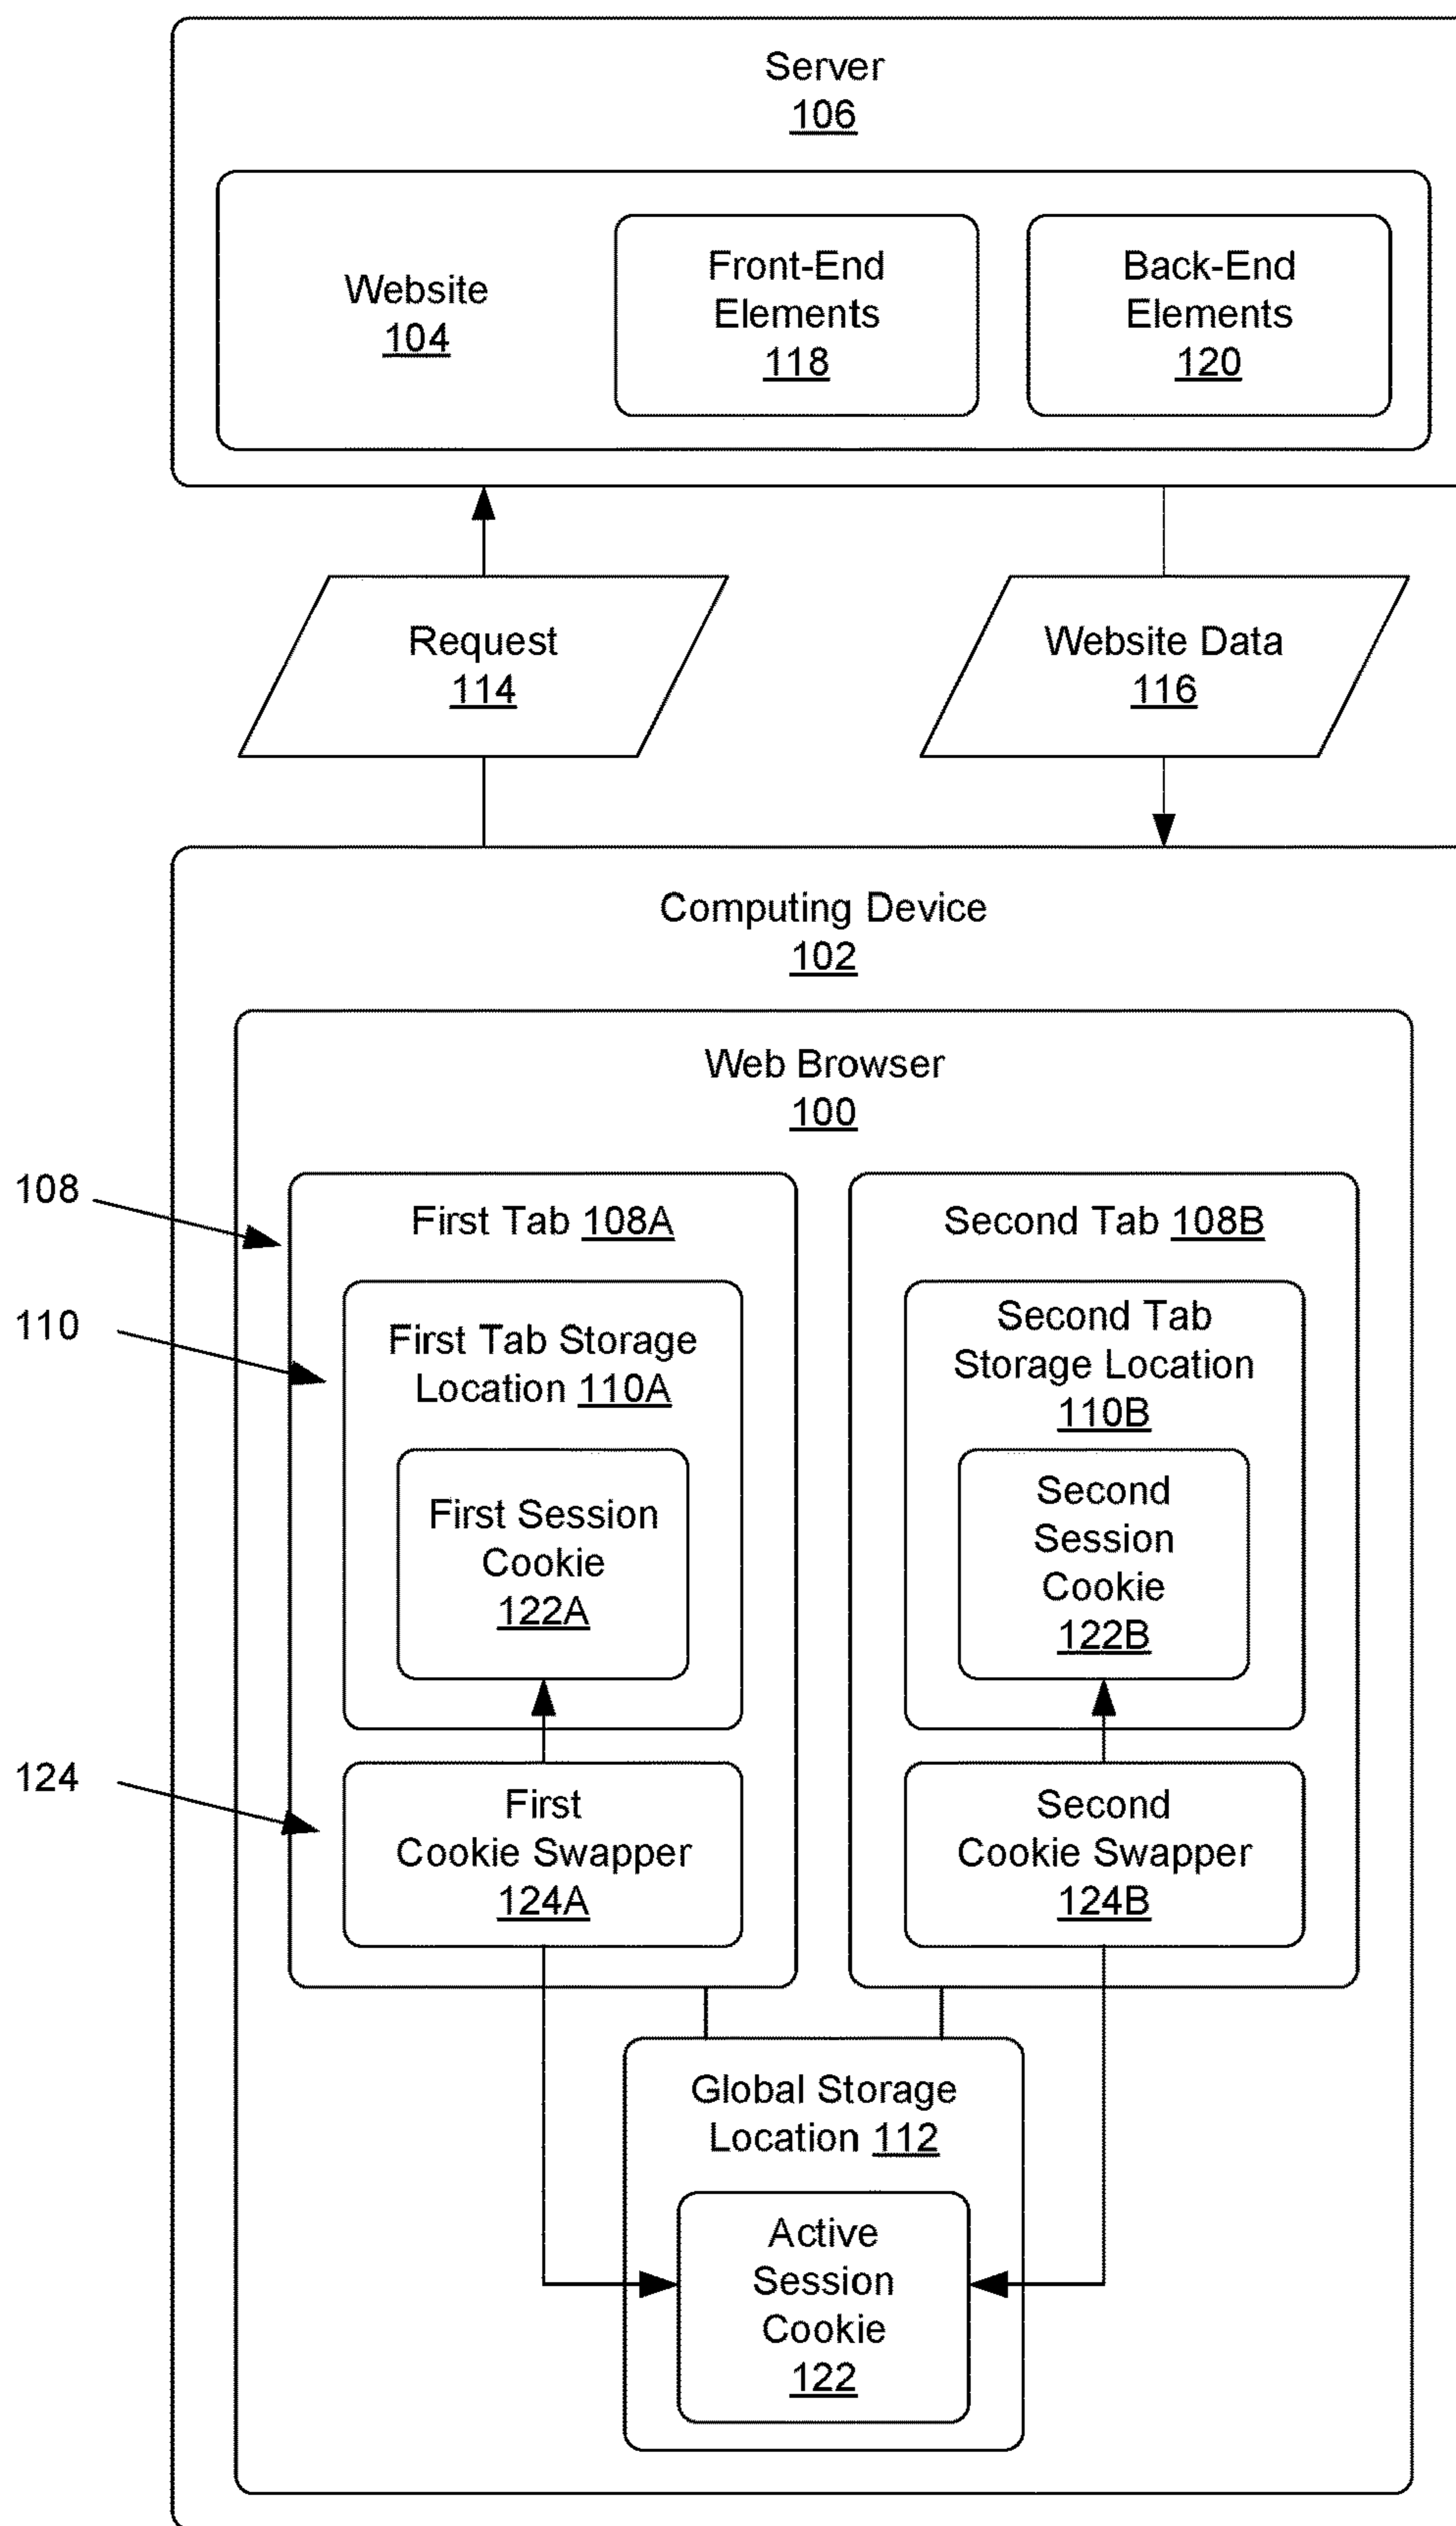 Server
106
Website
104
Front-End
Elements
118
Back-End
Elements
120
Request
114
Website Data
116
Computing Device
102
Web Browser
100
108
First Tab 108A
110
First Tab Storage
Location 110A
First Session
Cookie
122A
124
First
Cookie Swapper
124A
Second Tab 108B
Second Tab
Storage Location
110B
Second
Session
Cookie
122B
Second
Cookie Swapper
124B
Global Storage
Location 112
Active
Session
Cookie
122